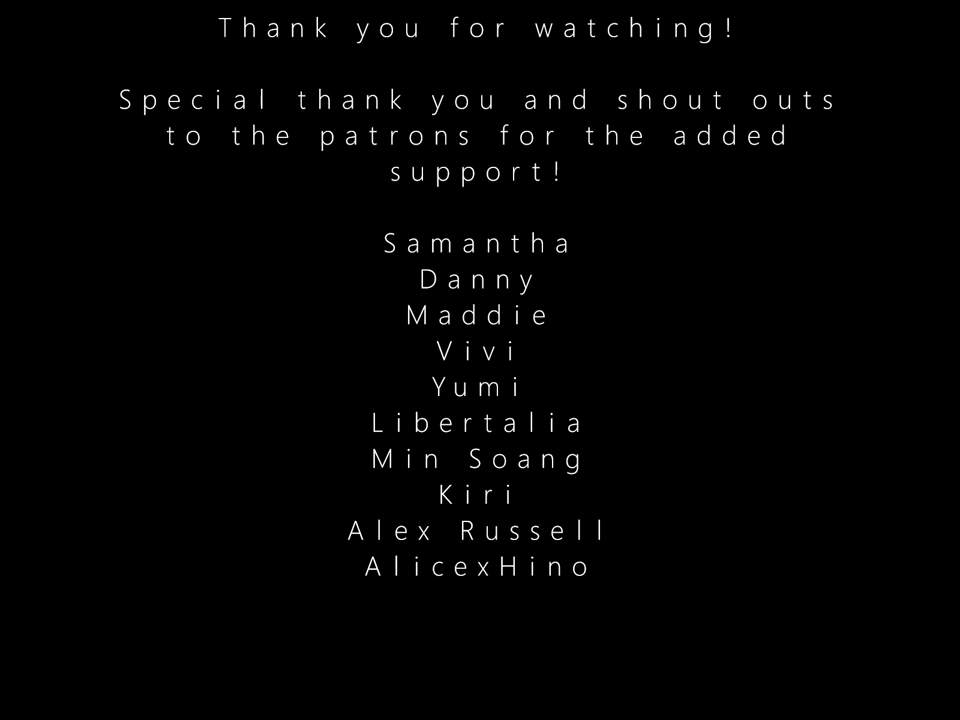 Thank you for watching!
Special thank you and shout outs
to the patrons for the added
support!
Samantha
Danny
Maddie
Vivi
Yumi
Libertalia
Min Soang
Kiri
Alex Russell
AlicexHino